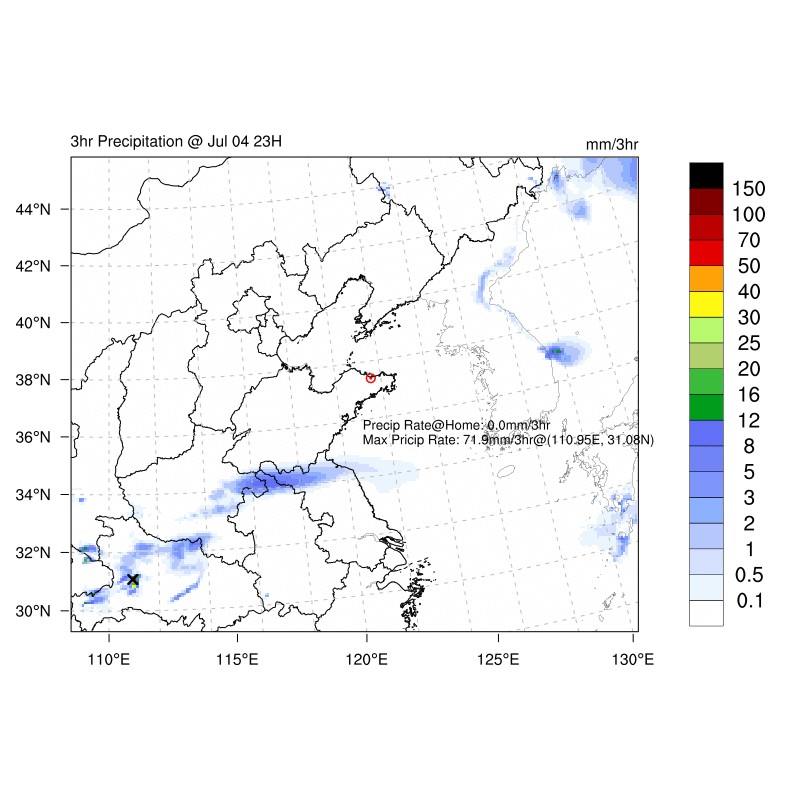 3hr Precipitation @ Jul 04 23H
mm/3hr
44°N
42°N
40°N
38°N
36°N
34°N
32°N
30°N
110°E
115°E
120°E
125°E
130°E
Precip Rate@Home: 0.0mm/3hr
Max Pricip Rate: 71.9mm/3hr@(110.95E, 31.08N)
150
100
70
50
40
30
25
20
16
12
8
5
3
2
1
0.5
0.1